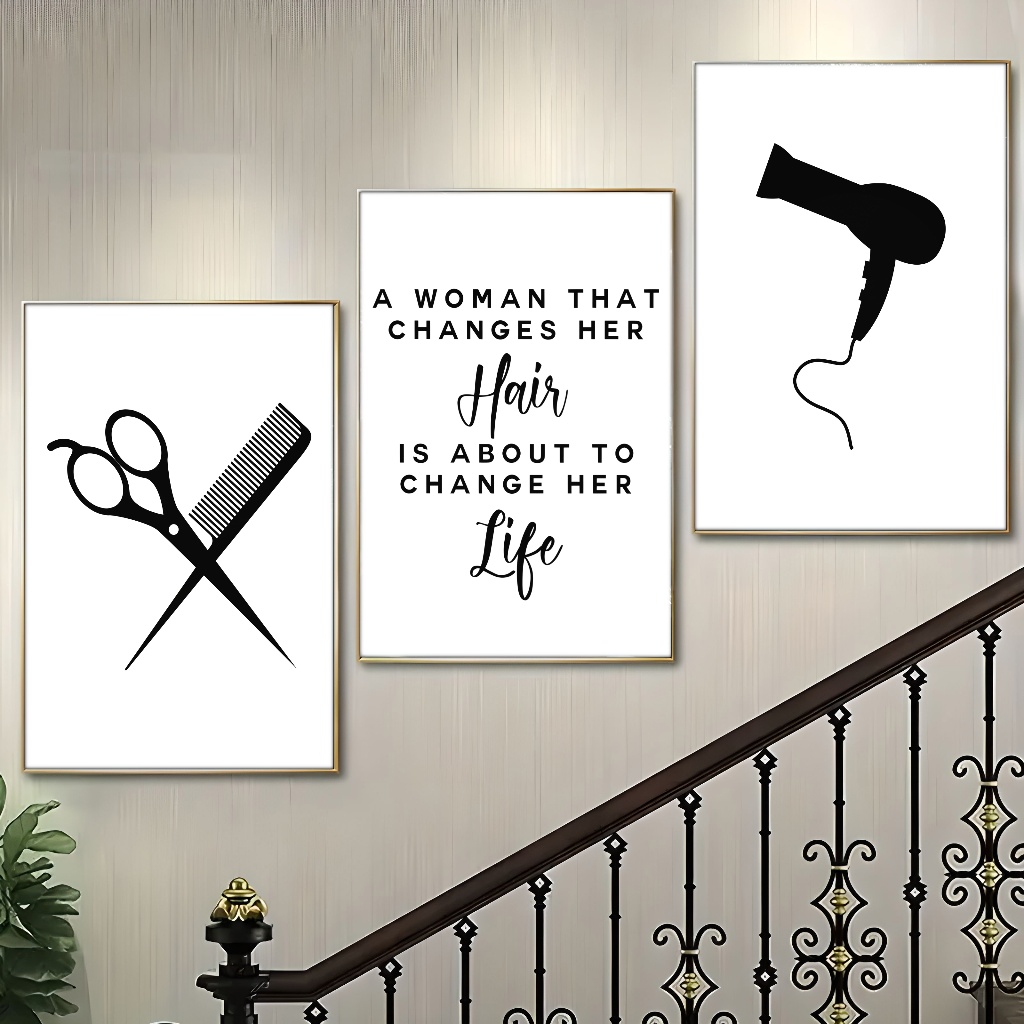 A WOMAN THAT
CHANGES HER
Hair
IS ABOUT TO
CHANGE HER
Life